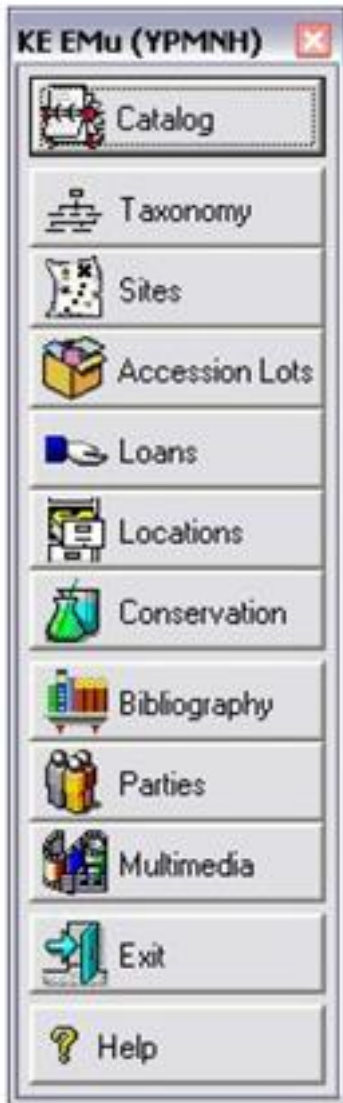 KE EMu (YPMNH)
Catalog
Taxonomy
Sites
Accession Lots
Loans
Locations
Conservation
Bibliography
Parties
Multimedia
Exit
Help